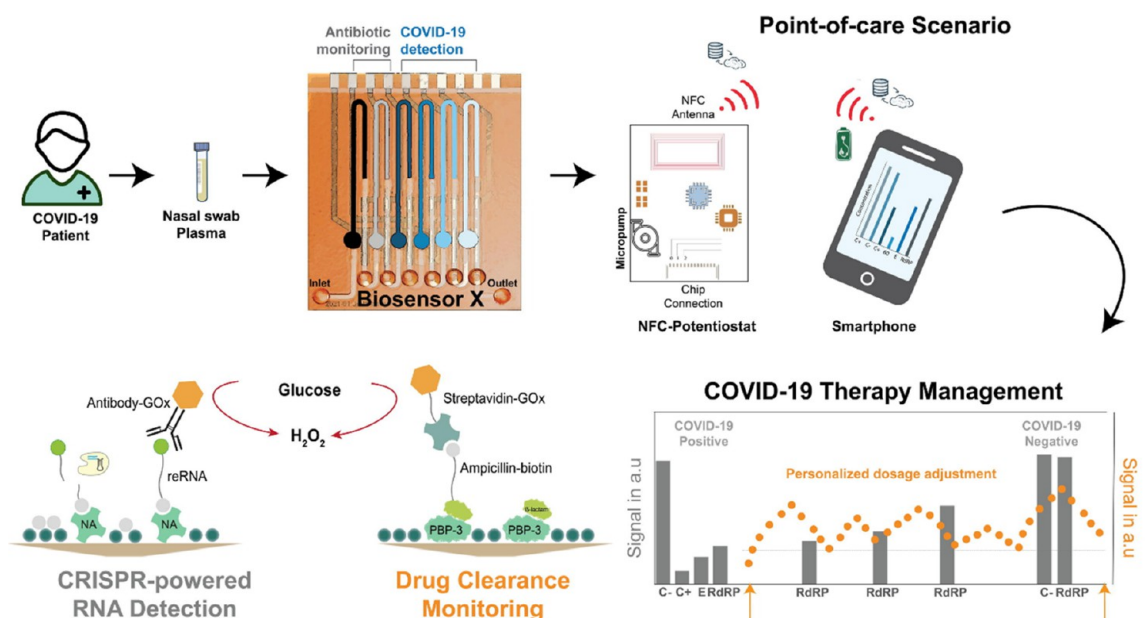 Point-of-care Scenario
Antibiotic
monitoring
COVID-19
detection
COVID-19
Patient
Nasal swab
Plasma
Inlet
Biosensor X
Outlet
NFC
Antenna
Micropump
Chip
Connection
NFC-Potentiostat
Smartphone
Antibody-GOx
reRNA
NA
NA
CRISPR-powered
RNA Detection
Glucose
H₂O₂
Streptavidin-GOx
Ampicillin-biotin
ß-lactam
PBP-3
PBP-3
Drug Clearance
Monitoring
COVID-19 Therapy Management
COVID-19
Positive
COVID-19
Negative
Personalized dosage adjustment
Signal in a.u
Signal in a.u
C- C+ E RdRP
RdRP
RdRP
RdRP
C- RdRP